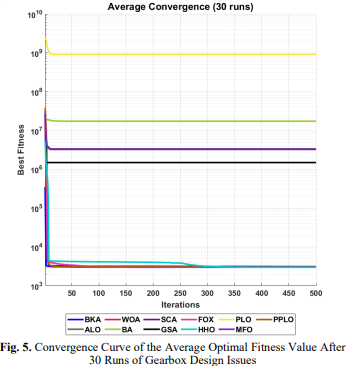 Average Convergence (30 runs)
10^10
10^9
10^8
10^7
10^6
10^5
10^4
10^3
Best Fitness
50 100 150 200 250 300 350 400 450 500
Iterations
BKA WOA SCA FOX PLO PPLO
ALO BA GSA HHO MFO
Fig. 5. Convergence Curve of the Average Optimal Fitness Value After
30 Runs of Gearbox Design Issues